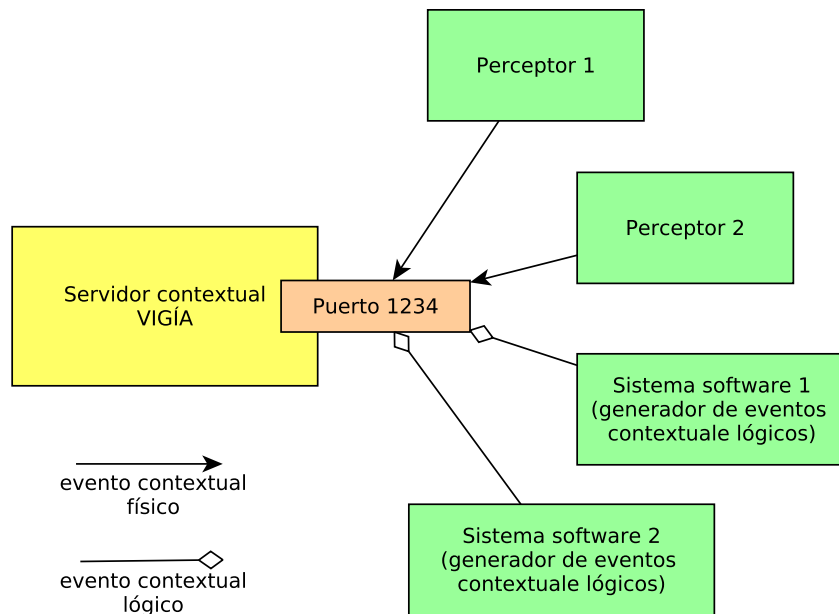 Perceptor 1
Perceptor 2
Servidor contextual
VIGÍA
Puerto 1234
Sistema software 1
(generador de eventos
contextuale lógicos)
evento contextual
físico
Sistema software 2
(generador de eventos
contextuale lógicos)
evento contextual
lógico